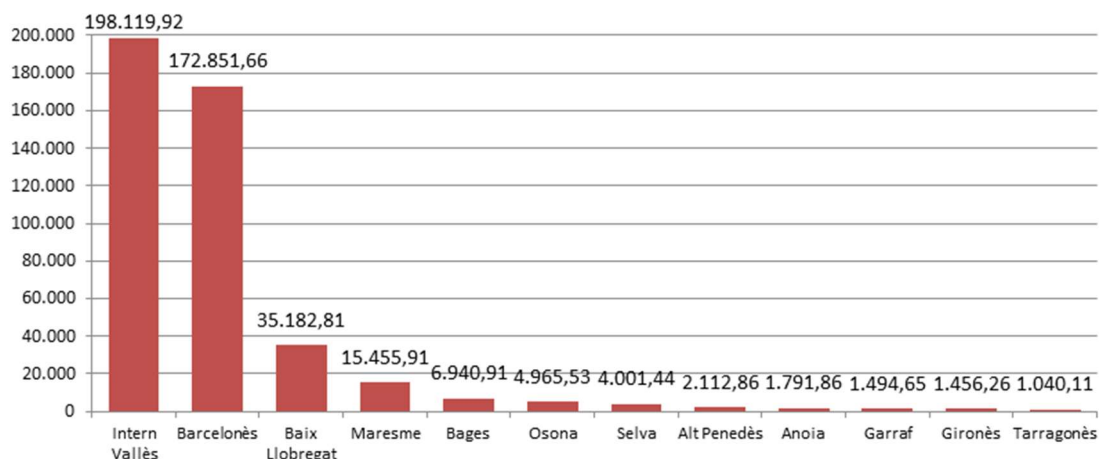 198.119,92
200.000
172.851,66
180.000
160.000
140.000
120.000
100.000
80.000
60.000
35.182,81
40.000
15.455,91
6.940,91 4.965,53 4.001,44 2.112,86 1.791,86 1.494,65 1.456,26 1.040,11
20.000
0
Intern Vallès
Barcelonès
Baix Llobregat
Maresme
Bages
Osona
Selva
Alt Penedès
Anoia
Garraf
Gironès
Tarragonès